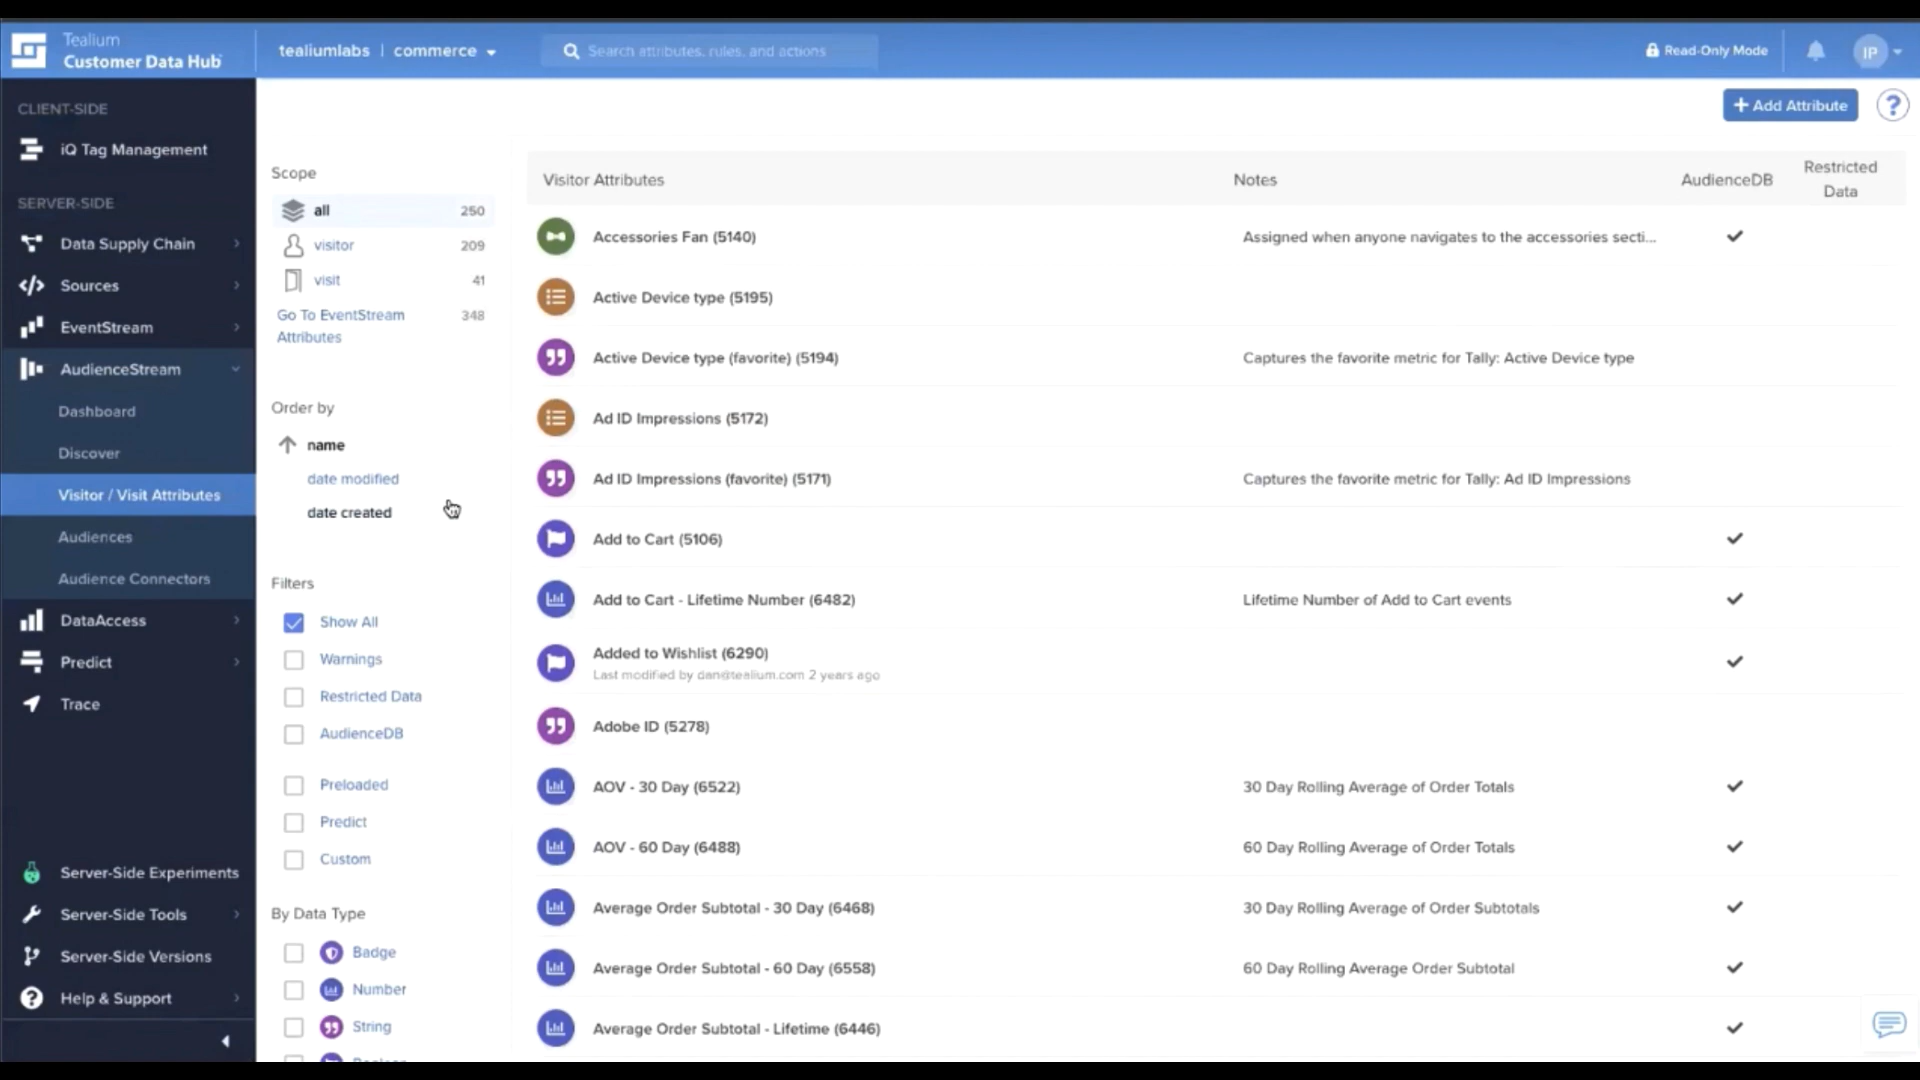 Tealium
Customer Data Hub
tealiumlabs | commerce
Search attributes, rules, and actions
Read-Only Mode
IP
CLIENT-SIDE
iQ Tag Management
SERVER-SIDE
Data Supply Chain
Sources
EventStream
AudienceStream
Dashboard
Discover
Visitor / Visit Attributes
Audiences
Audience Connectors
DataAccess
Predict
Trace
Server-Side Experiments
Server-Side Tools
Server-Side Versions
Help & Support
+ Add Attribute
?
Scope
all 250
visitor 209
visit 41
Go To EventStream 348
Attributes
Order by
name
date modified
date created
Filters
Show All
Warnings
Restricted Data
AudienceDB
Preloaded
Predict
Custom
By Data Type
Badge
Number
String
Visitor Attributes Notes AudienceDB Restricted
Data
Accessories Fan (5140) Assigned when anyone navigates to the accessories secti...
Active Device type (5195)
Active Device type (favorite) (5194) Captures the favorite metric for Tally: Active Device type
Ad ID Impressions (5172)
Ad ID Impressions (favorite) (5171) Captures the favorite metric for Tally: Ad ID Impressions
Add to Cart (5106)
Add to Cart - Lifetime Number (6482) Lifetime Number of Add to Cart events
Added to Wishlist (6290)
Last modified by dan@tealium.com 2 years ago
Adobe ID (5278)
AOV - 30 Day (6522) 30 Day Rolling Average of Order Totals
AOV - 60 Day (6488) 60 Day Rolling Average of Order Totals
Average Order Subtotal - 30 Day (6468) 30 Day Rolling Average of Order Subtotals
Average Order Subtotal - 60 Day (6558) 60 Day Rolling Average Order Subtotal
Average Order Subtotal - Lifetime (6446)